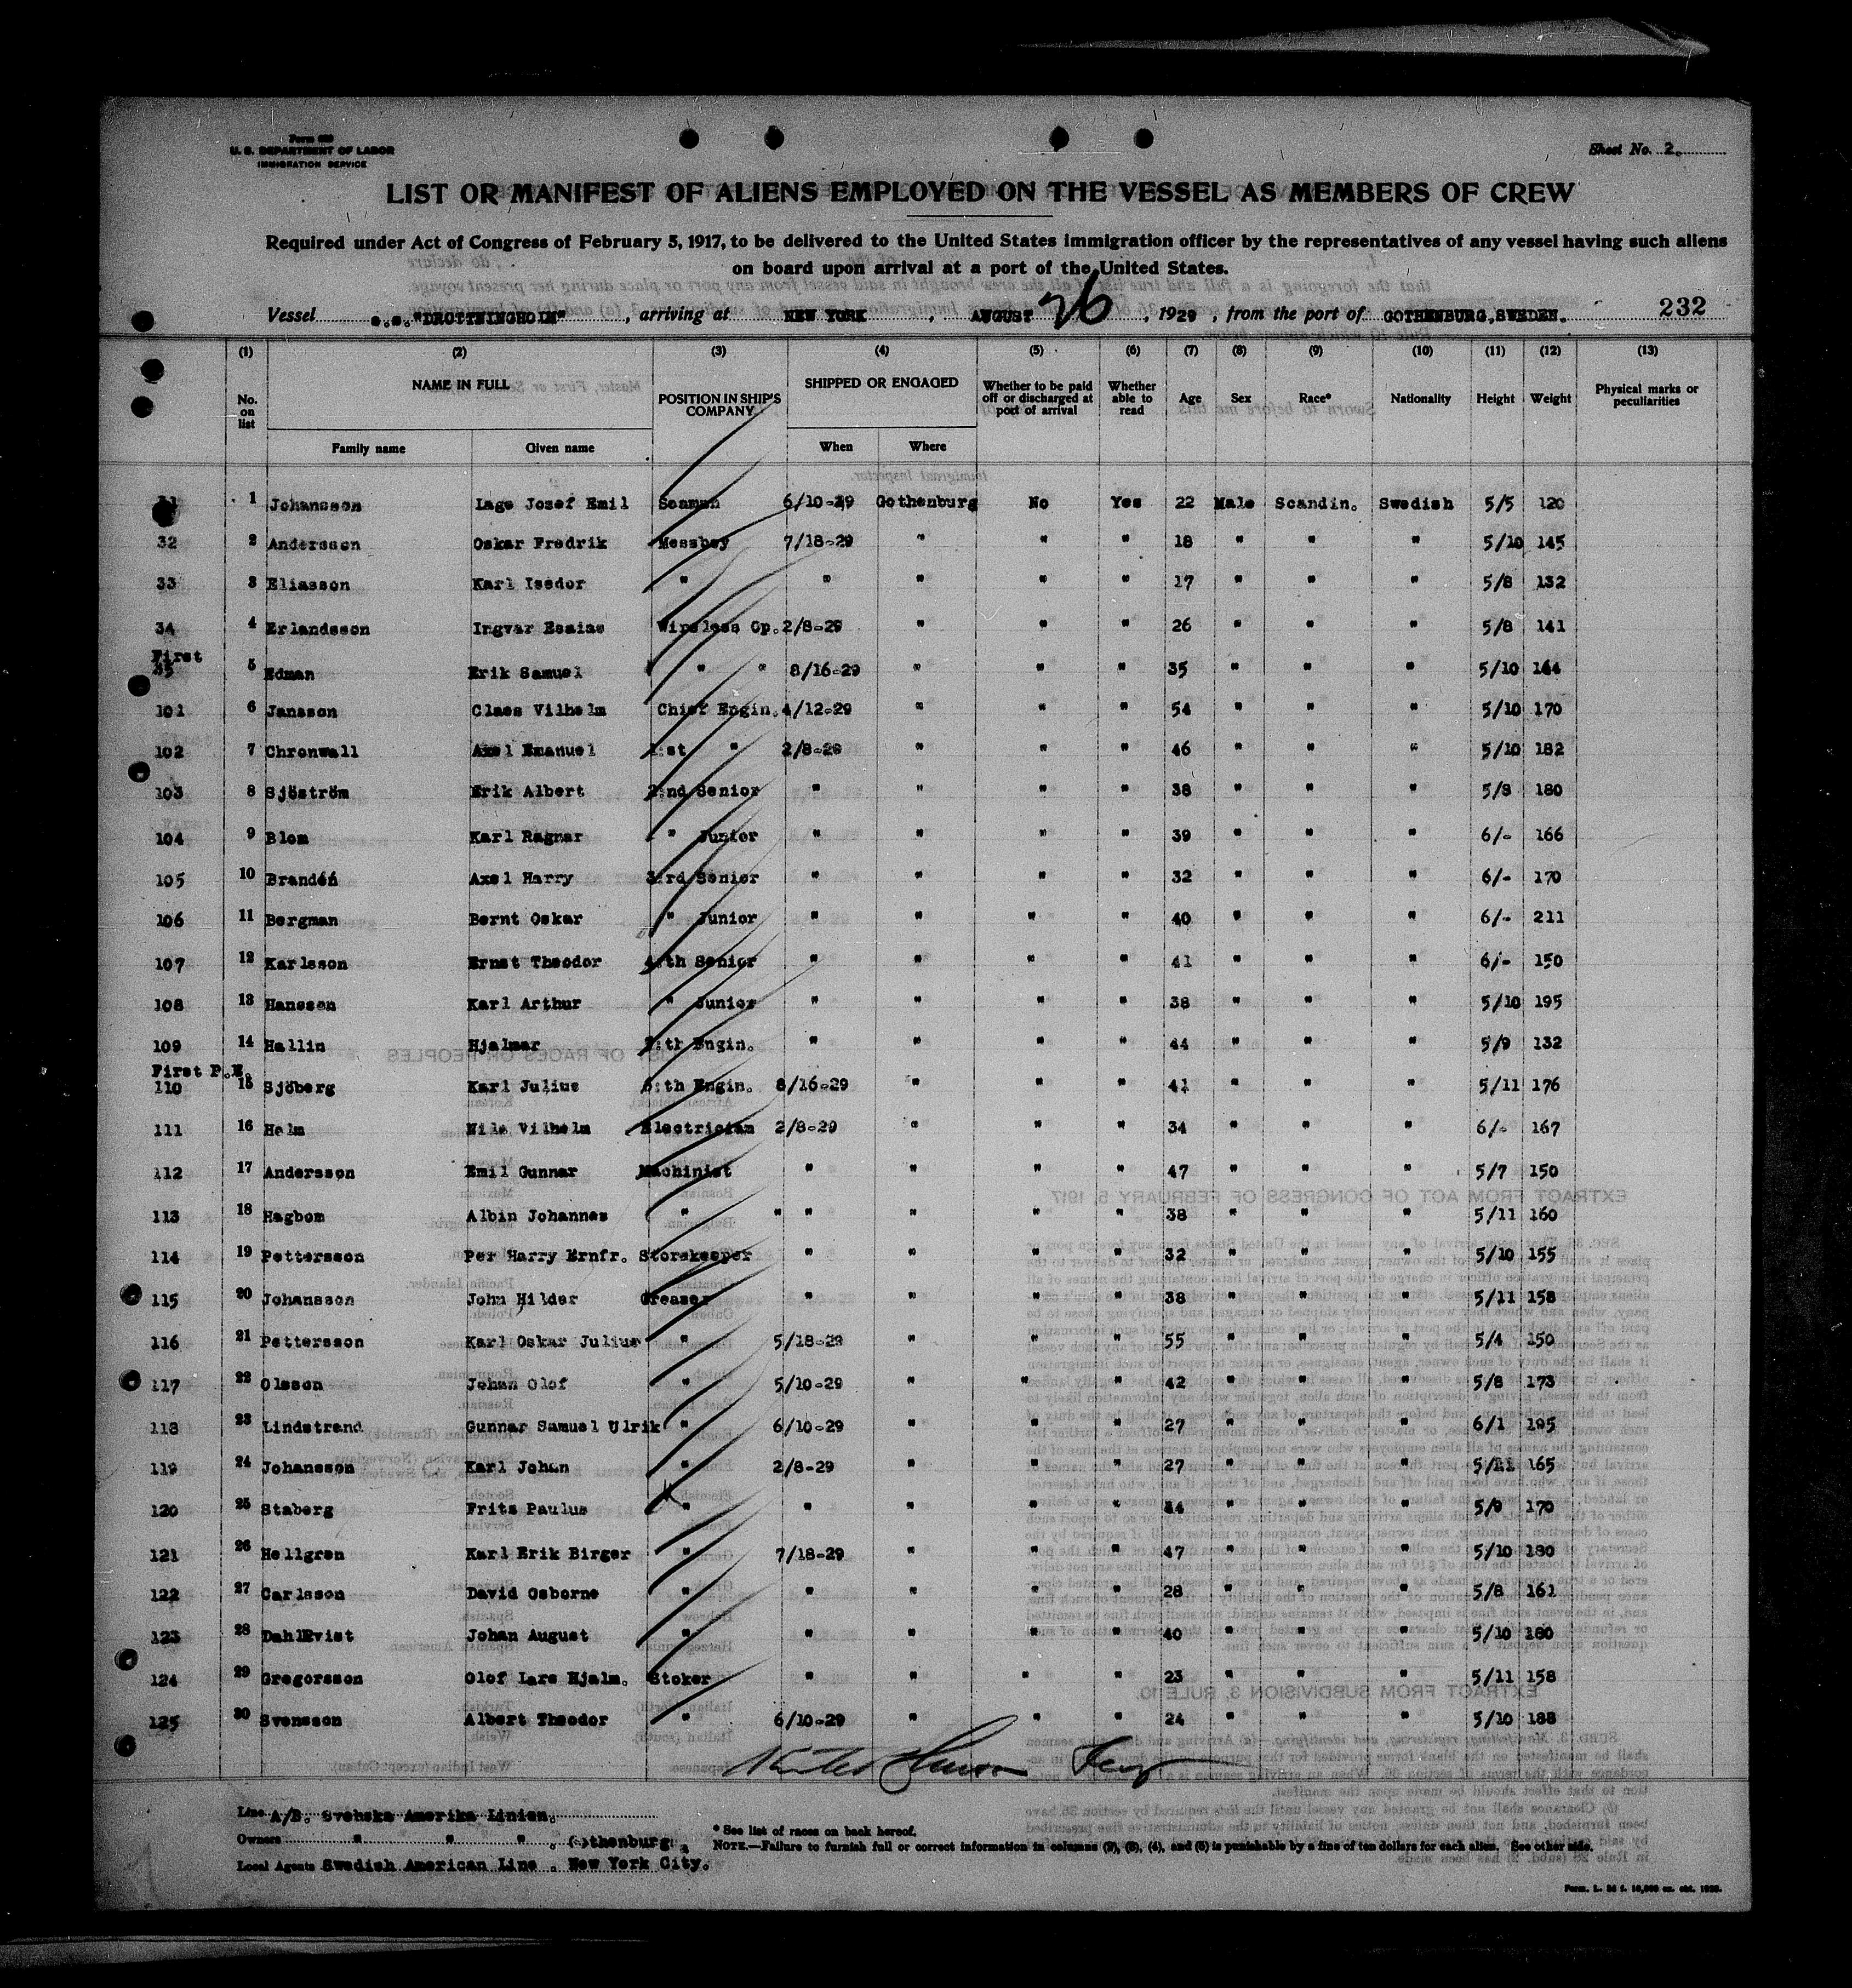 Form 689
U. S. DEPARTMENT OF LABOR
IMMIGRATION SERVICE
Sheet No. 2.
LIST OR MANIFEST OF ALIENS EMPLOYED ON THE VESSEL AS MEMBERS OF CREW
Required under Act of Congress of February 5, 1917, to be delivered to the United States immigration officer by the representatives of any vessel having such aliens
on board upon arrival at a port of the United States.
Vessel s.s."DROTTNINGHOLM", arriving at NEW YORK, AUGUST 26, 1929, from the port of GOTHENBURG, SWEDEN. 232
(1) (2) (3) (4) (5) (6) (7) (8) (9) (10) (11) (12) (13)
No. on list NAME IN FULL POSITION IN SHIP'S COMPANY SHIPPED OR ENGAGED Whether to be paid off or discharged at port of arrival Whether able to read Age Sex Race* Nationality Height Weight Physical marks or peculiarities
Family name Given name When Where
1 Johansson Lage Josef Emil Seaman 6/10-29 Gothenburg No Yes 22 Male Scandin. Swedish 5/5 120
32 2 Andersson Oskar Fredrik Messboy 7/18-29 " " " 18 " " " 5/10 145
33 3 Eliasson Karl Isedor " " " " " 17 " " " 5/8 132
34 4 Erlandsson Ingvar Esaias Wireless Op. 2/8-29 " " " 26 " " " 5/8 141
First
35 5 Edman Erik Samuel " " 8/16-29 " " " 35 " " " 5/10 164
101 6 Jansson Claes Vilhelm Chief Engin. 4/12-29 " " " 54 " " " 5/10 170
102 7 Chronwall Axel Emanuel 1:st " 2/8-29 " " " 46 " " " 5/10 182
103 8 Sjöström Erik Albert 2:nd Senior " " " " 38 " " " 5/8 180
104 9 Blom Karl Ragnar " Junior " " " " 39 " " " 6/- 166
105 10 Brandén Axel Harry 3:rd Senior " " " " 32 " " " 6/- 170
106 11 Bergman Bernt Oskar " Junior " " " " 40 " " " 6/- 211
107 12 Karlsson Ernst Theodor 4:th Senior " " " " 41 " " " 6/- 150
108 13 Hansson Karl Arthur " Junior " " " " 38 " " " 5/10 195
109 14 Hallin Hjalmar 5:th Engin. " " " " 44 " " " 5/9 132
First P.E.
110 15 Sjöberg Karl Julius 6:th Engin. 8/16-29 " " " 41 " " " 5/11 176
111 16 Holm Nils Vilhelm Electrician 2/8-29 " " " 34 " " " 6/- 167
112 17 Andersson Emil Gunnar Machinist " " " " 47 " " " 5/7 150
113 18 Hagbom Albin Johannes " " " " " " 38 " " " 5/11 160
114 19 Pettersson Per Harry Ernfr. Storekeeper " " " " 32 " " " 5/10 155
115 20 Johansson John Hilder Greaser " " " " 38 " " " 5/11 158
116 21 Pettersson Karl Oskar Julius " 5/18-29 " " " 55 " " " 5/4 150
117 22 Olsson Johan Olof " 5/10-29 " " " 42 " " " 5/8 173
118 23 Lindstrand Gunnar Samuel Ulrik " 6/10-29 " " " 27 " " " 6/1 195
119 24 Johansson Karl Johan " 2/8-29 " " " 27 " " " 5/11 165
120 25 Staberg Frits Paulus " " " " " 44 " " " 5/9 170
121 26 Hellgren Karl Erik Birger " 7/18-29 " " " 47 " " " 5/10 180
122 27 Carlsson David Osborne " " " " " 28 " " " 5/8 161
123 28 Dahlkvist Johan August " " " " " 40 " " " 5/10 180
124 29 Gregorsson Olof Lars Hjalm. Stoker " " " " 23 " " " 5/11 158
125 30 Svensson Albert Theodor " 6/10-29 " " " 24 " " " 5/10 188
Line A/B. Svenska Amerika Linien.
Owners " " " . Gothenburg.
Local Agents Swedish American Line. New York City.
* See list of races on back hereof.
NOTE.—Failure to furnish full or correct information in columns (2), (3), (4), and (5) is punishable by a fine of ten dollars for each alien. See other side.